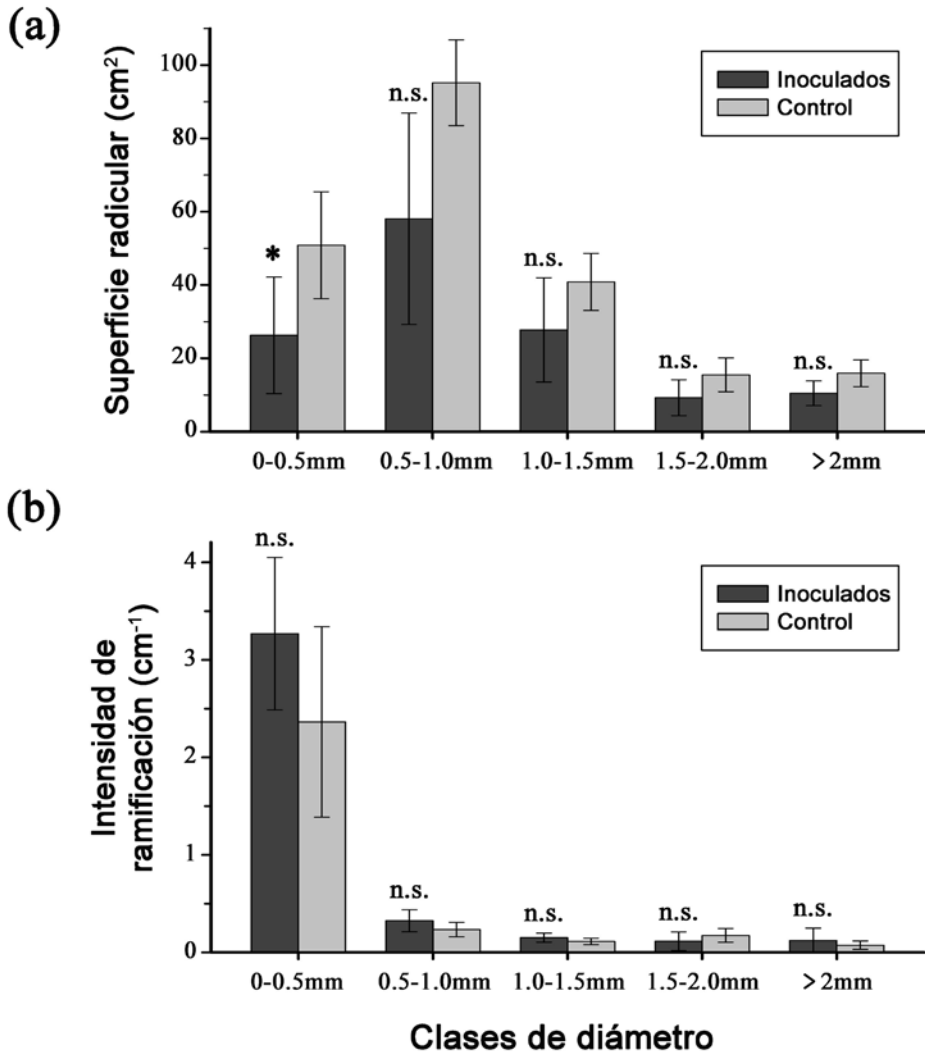 (a)
Superficie radicular (cm²)
100
80
60
40
20
0
Inoculados
Control
*
n.s.
n.s.
n.s.
n.s.
0-0.5mm
0.5-1.0mm
1.0-1.5mm
1.5-2.0mm
>2mm
(b)
Intensidad de
ramificación (cm⁻¹)
4
3
2
1
0
Inoculados
Control
n.s.
n.s.
n.s.
n.s.
n.s.
0-0.5mm
0.5-1.0mm
1.0-1.5mm
1.5-2.0mm
>2mm
Clases de diámetro